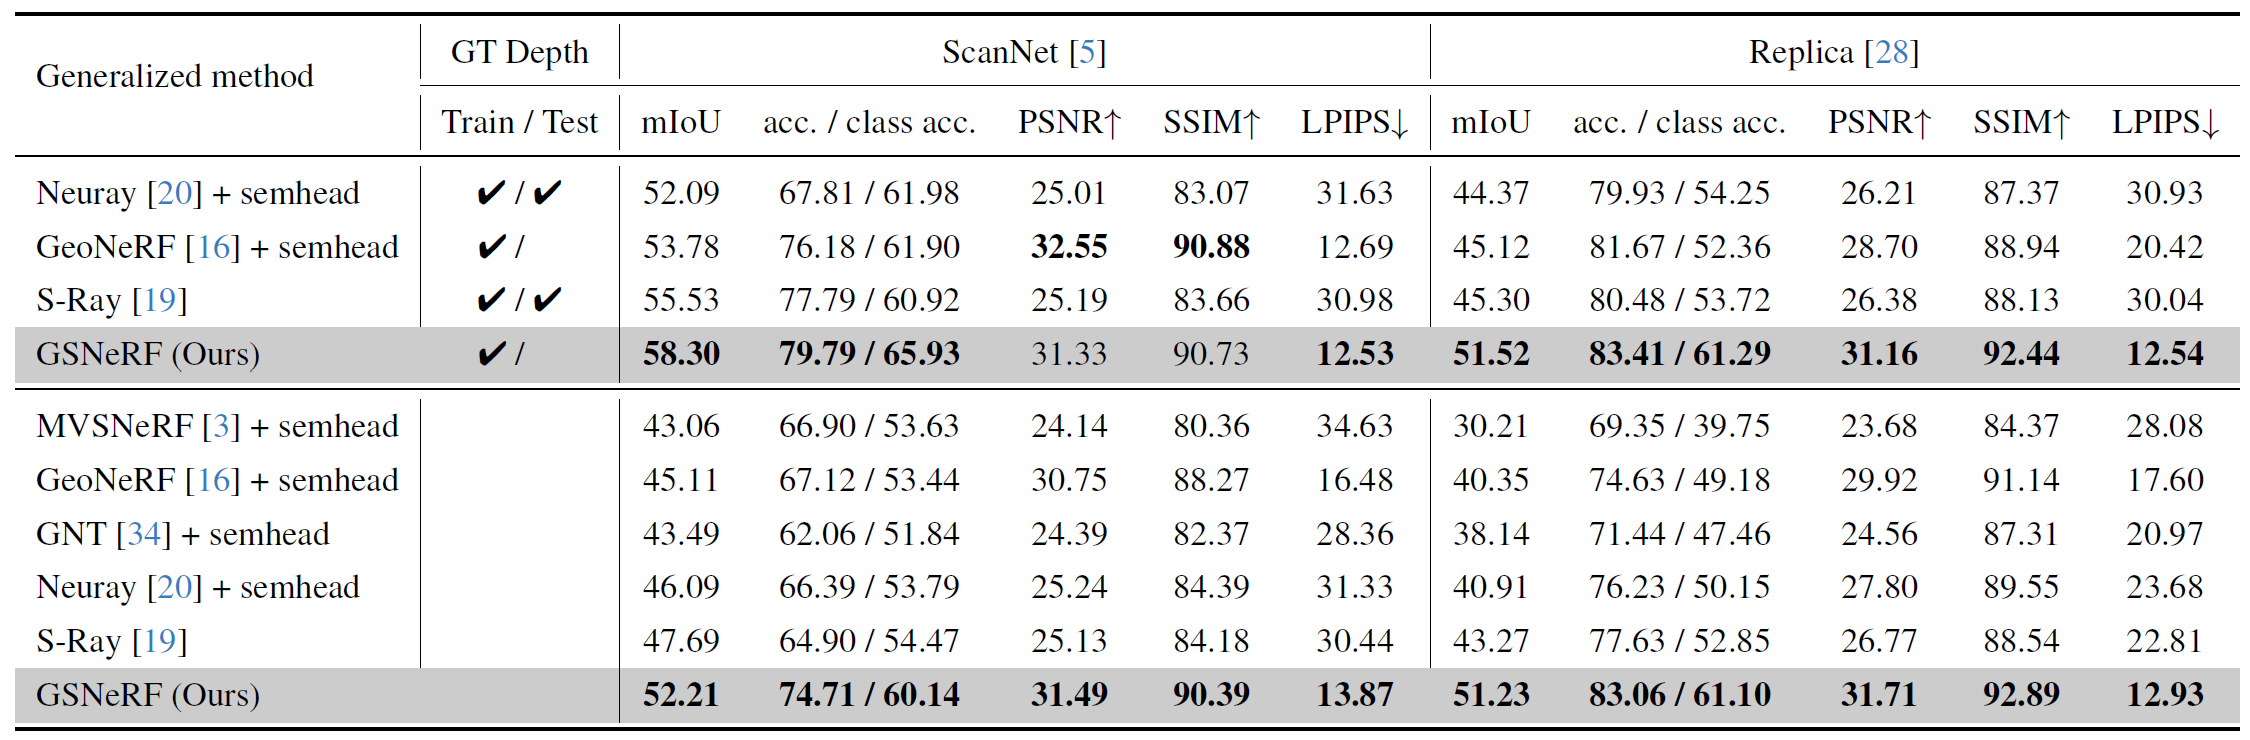 Generalized method GT Depth ScanNet [5] Replica [28]
Train / Test mIoU acc. / class acc. PSNR↑ SSIM↑ LPIPS↓ mIoU acc. / class acc. PSNR↑ SSIM↑ LPIPS↓
Neuray [20] + semhead ✔ / ✔ 52.09 67.81 / 61.98 25.01 83.07 31.63 44.37 79.93 / 54.25 26.21 87.37 30.93
GeoNeRF [16] + semhead ✔ / 53.78 76.18 / 61.90 32.55 90.88 12.69 45.12 81.67 / 52.36 28.70 88.94 20.42
S-Ray [19] ✔ / ✔ 55.53 77.79 / 60.92 25.19 83.66 30.98 45.30 80.48 / 53.72 26.38 88.13 30.04
GSNeRF (Ours) ✔ / 58.30 79.79 / 65.93 31.33 90.73 12.53 51.52 83.41 / 61.29 31.16 92.44 12.54
MVSNeRF [3] + semhead 43.06 66.90 / 53.63 24.14 80.36 34.63 30.21 69.35 / 39.75 23.68 84.37 28.08
GeoNeRF [16] + semhead 45.11 67.12 / 53.44 30.75 88.27 16.48 40.35 74.63 / 49.18 29.92 91.14 17.60
GNT [34] + semhead 43.49 62.06 / 51.84 24.39 82.37 28.36 38.14 71.44 / 47.46 24.56 87.31 20.97
Neuray [20] + semhead 46.09 66.39 / 53.79 25.24 84.39 31.33 40.91 76.23 / 50.15 27.80 89.55 23.68
S-Ray [19] 47.69 64.90 / 54.47 25.13 84.18 30.44 43.27 77.63 / 52.85 26.77 88.54 22.81
GSNeRF (Ours) 52.21 74.71 / 60.14 31.49 90.39 13.87 51.23 83.06 / 61.10 31.71 92.89 12.93